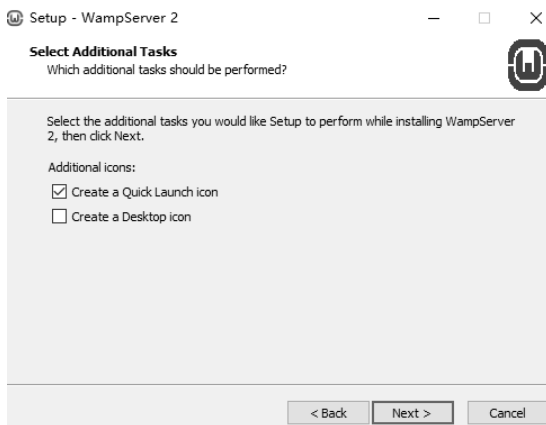 Setup - WampServer 2
Select Additional Tasks
Which additional tasks should be performed?
Select the additional tasks you would like Setup to perform while installing WampServer
2, then click Next.
Additional icons:
Create a Quick Launch icon
Create a Desktop icon
< Back
Next >
Cancel